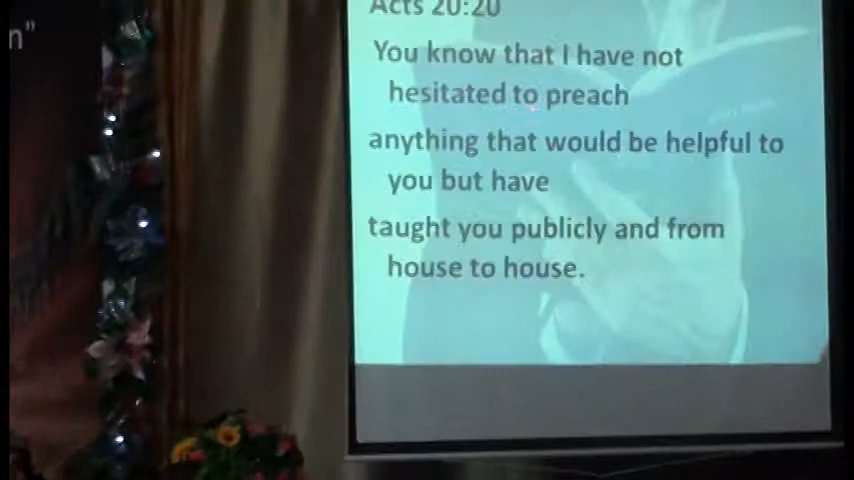 n"
Acts 20:20
You know that I have not
hesitated to preach
anything that would be helpful to
you but have
taught you publicly and from
house to house.